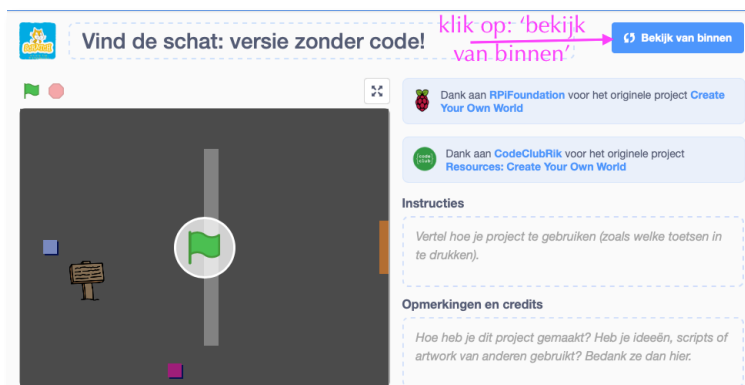 klik op: ‘bekijk
van binnen’
Vind de schat: versie zonder code!
Bekijk van binnen
Dank aan RPiFoundation voor het originele project Create
Your Own World
Dank aan CodeClubRik voor het originele project
Resources: Create Your Own World
Instructies
Vertel hoe je project te gebruiken (zoals welke toetsen in
te drukken).
Opmerkingen en credits
Hoe heb je dit project gemaakt? Heb je ideeën, scripts of
artwork van anderen gebruikt? Bedank ze dan hier.